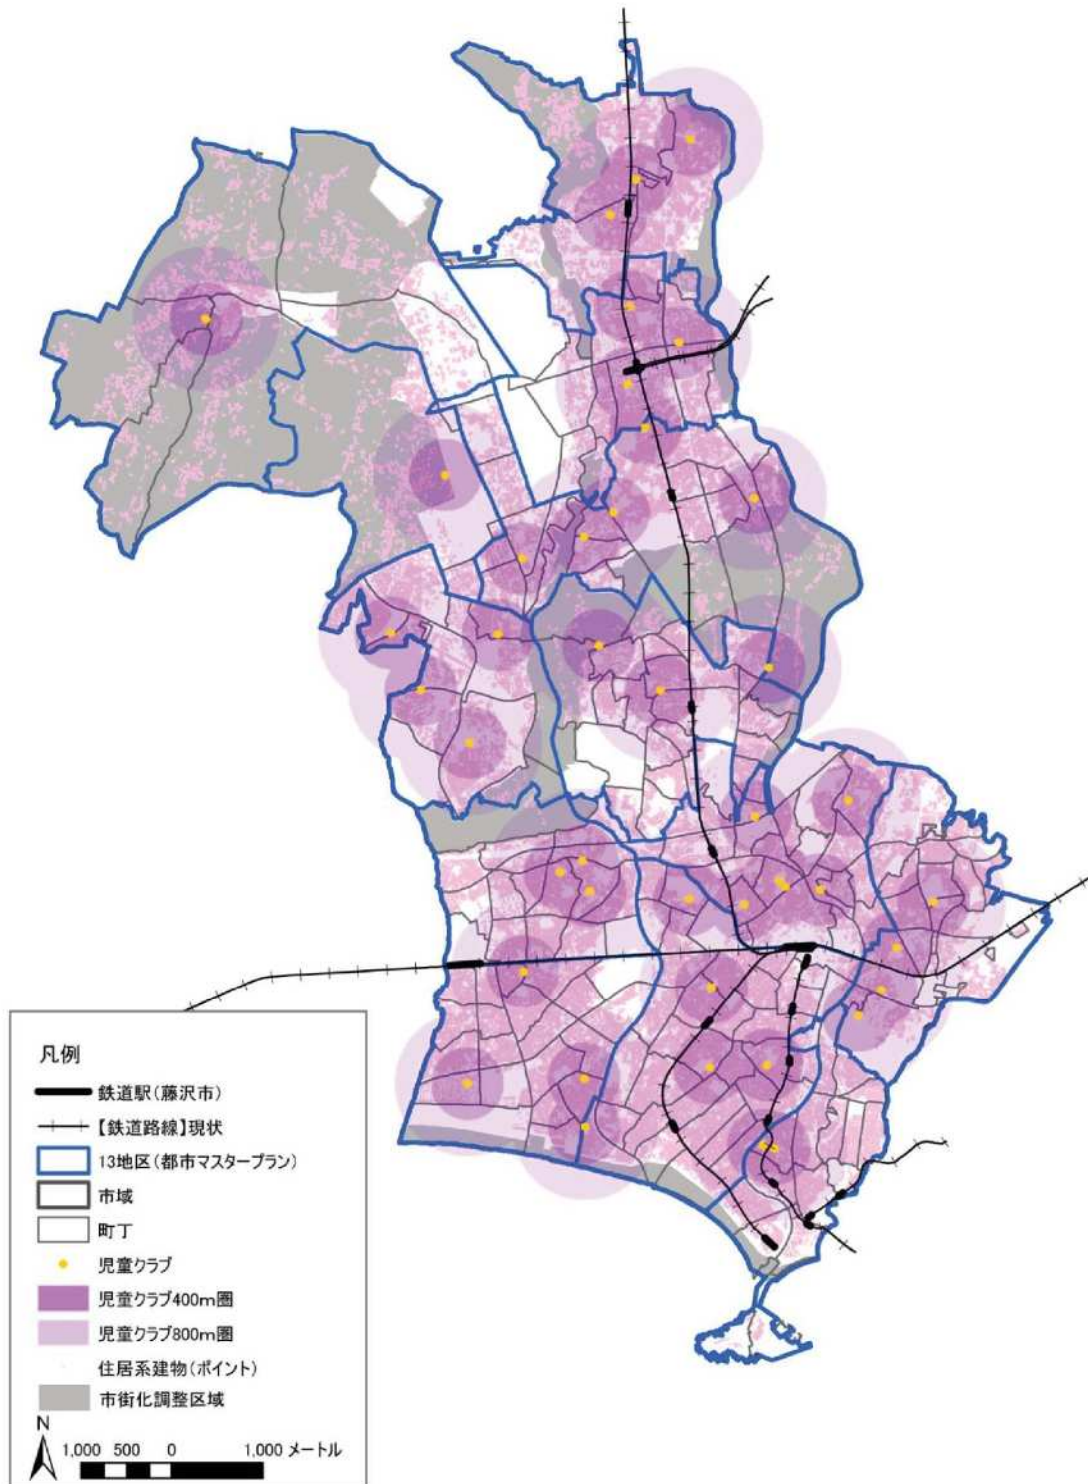 凡例
鉄道駅(藤沢市)
【鉄道路線】現状
13地区(都市マスタープラン)
市域
町丁
児童クラブ
児童クラブ400m圏
児童クラブ800m圏
住居系建物(ポイント)
市街化調整区域
N
1,000 500 0 1,000 メートル